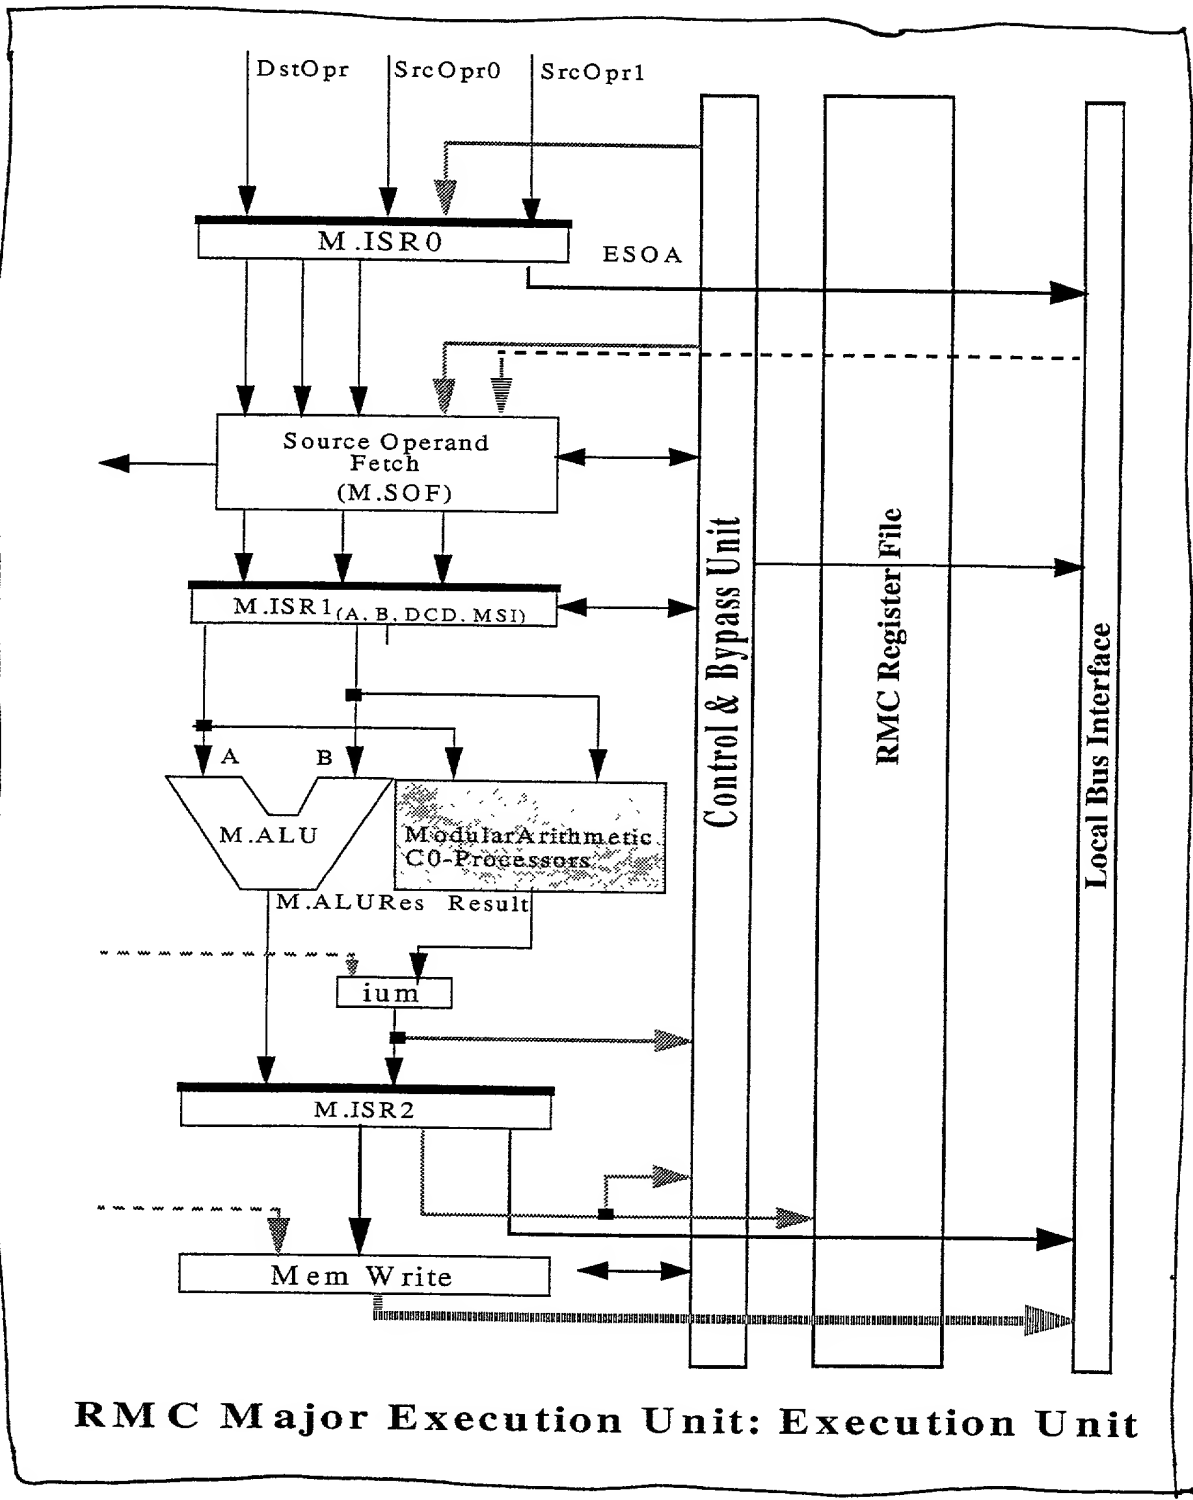 DstOpr
SrcOpr0
SrcOpr1
M.ISR0
ESOA
Source Operand
Fetch
(M.SOF)
M.ISR1(A, B, DCD, MSI)
Control & Bypass Unit
RMC Register File
Local Bus Interface
A
B
M.ALU
ModularArithmetic
C0-Processors
M.ALURes
Result
ium
M.ISR2
Mem Write
RMC Major Execution Unit: Execution Unit